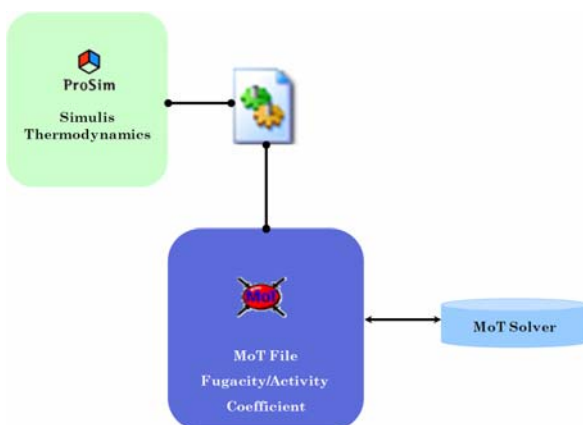 ProSim
Simulis
Thermodynamics
MoT
MoT File
Fugacity/Activity
Coefficient
MoT Solver